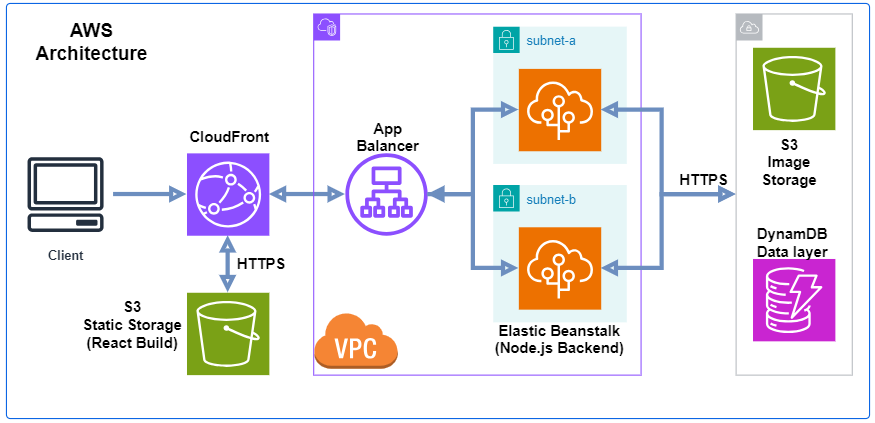 AWS
Architecture
Client
CloudFront
HTTPS
S3
Static Storage
(React Build)
App
Balancer
VPC
subnet-a
subnet-b
Elastic Beanstalk
(Node.js Backend)
HTTPS
S3
Image
Storage
DynamDB
Data layer